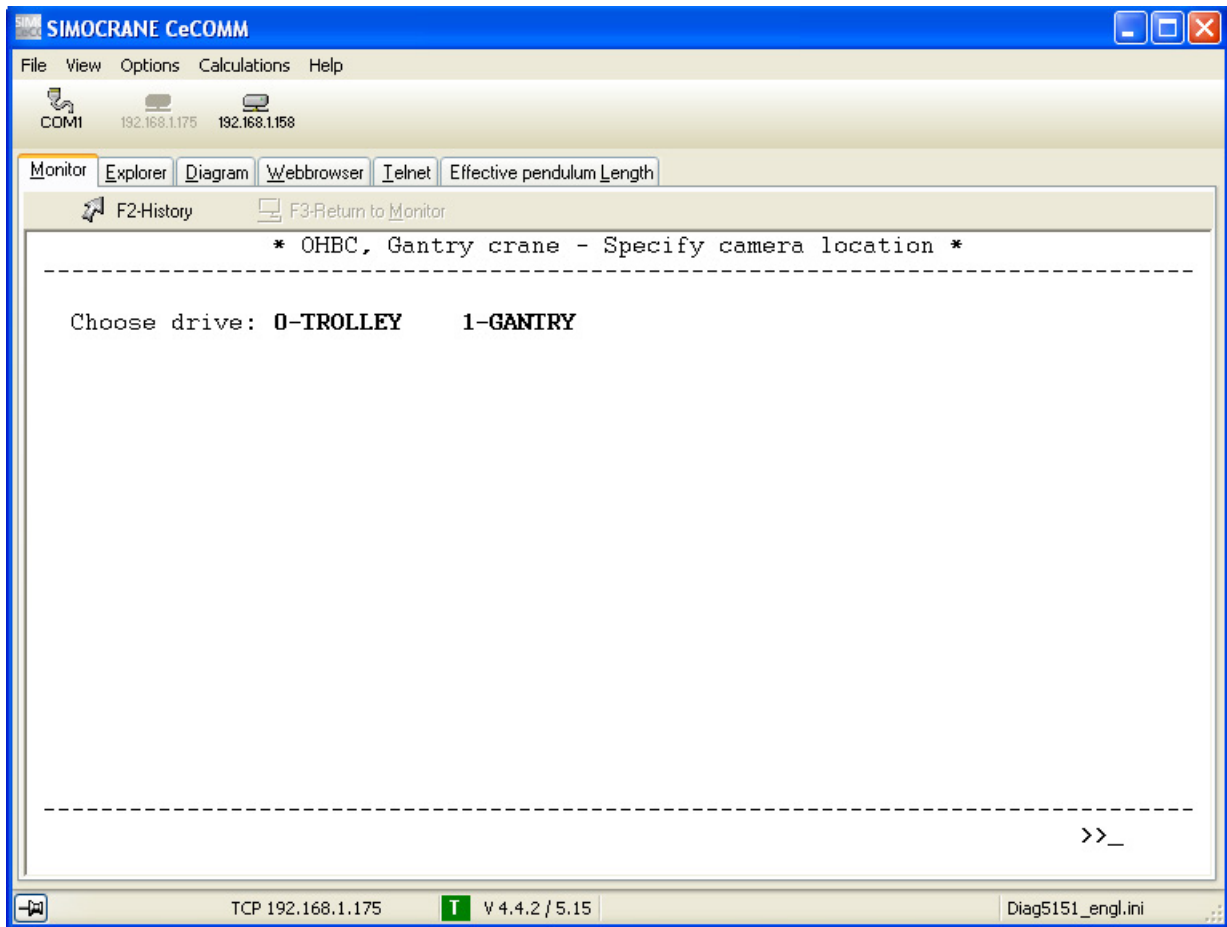 SIMOCRANE CeCOMM
File View Options Calculations Help
COM1 192.168.1.175 192.168.1.158
Monitor Explorer Diagram Webbrowser Telnet Effective pendulum Length
F2-History F3-Return to Monitor
* OHBC, Gantry crane - Specify camera location *
--------------------------------------------------------------------------------
Choose drive: 0-TROLLEY 1-GANTRY
--------------------------------------------------------------------------------
>>_
TCP 192.168.1.175 T V 4.4.2 / 5.15 Diag5151_engl.ini